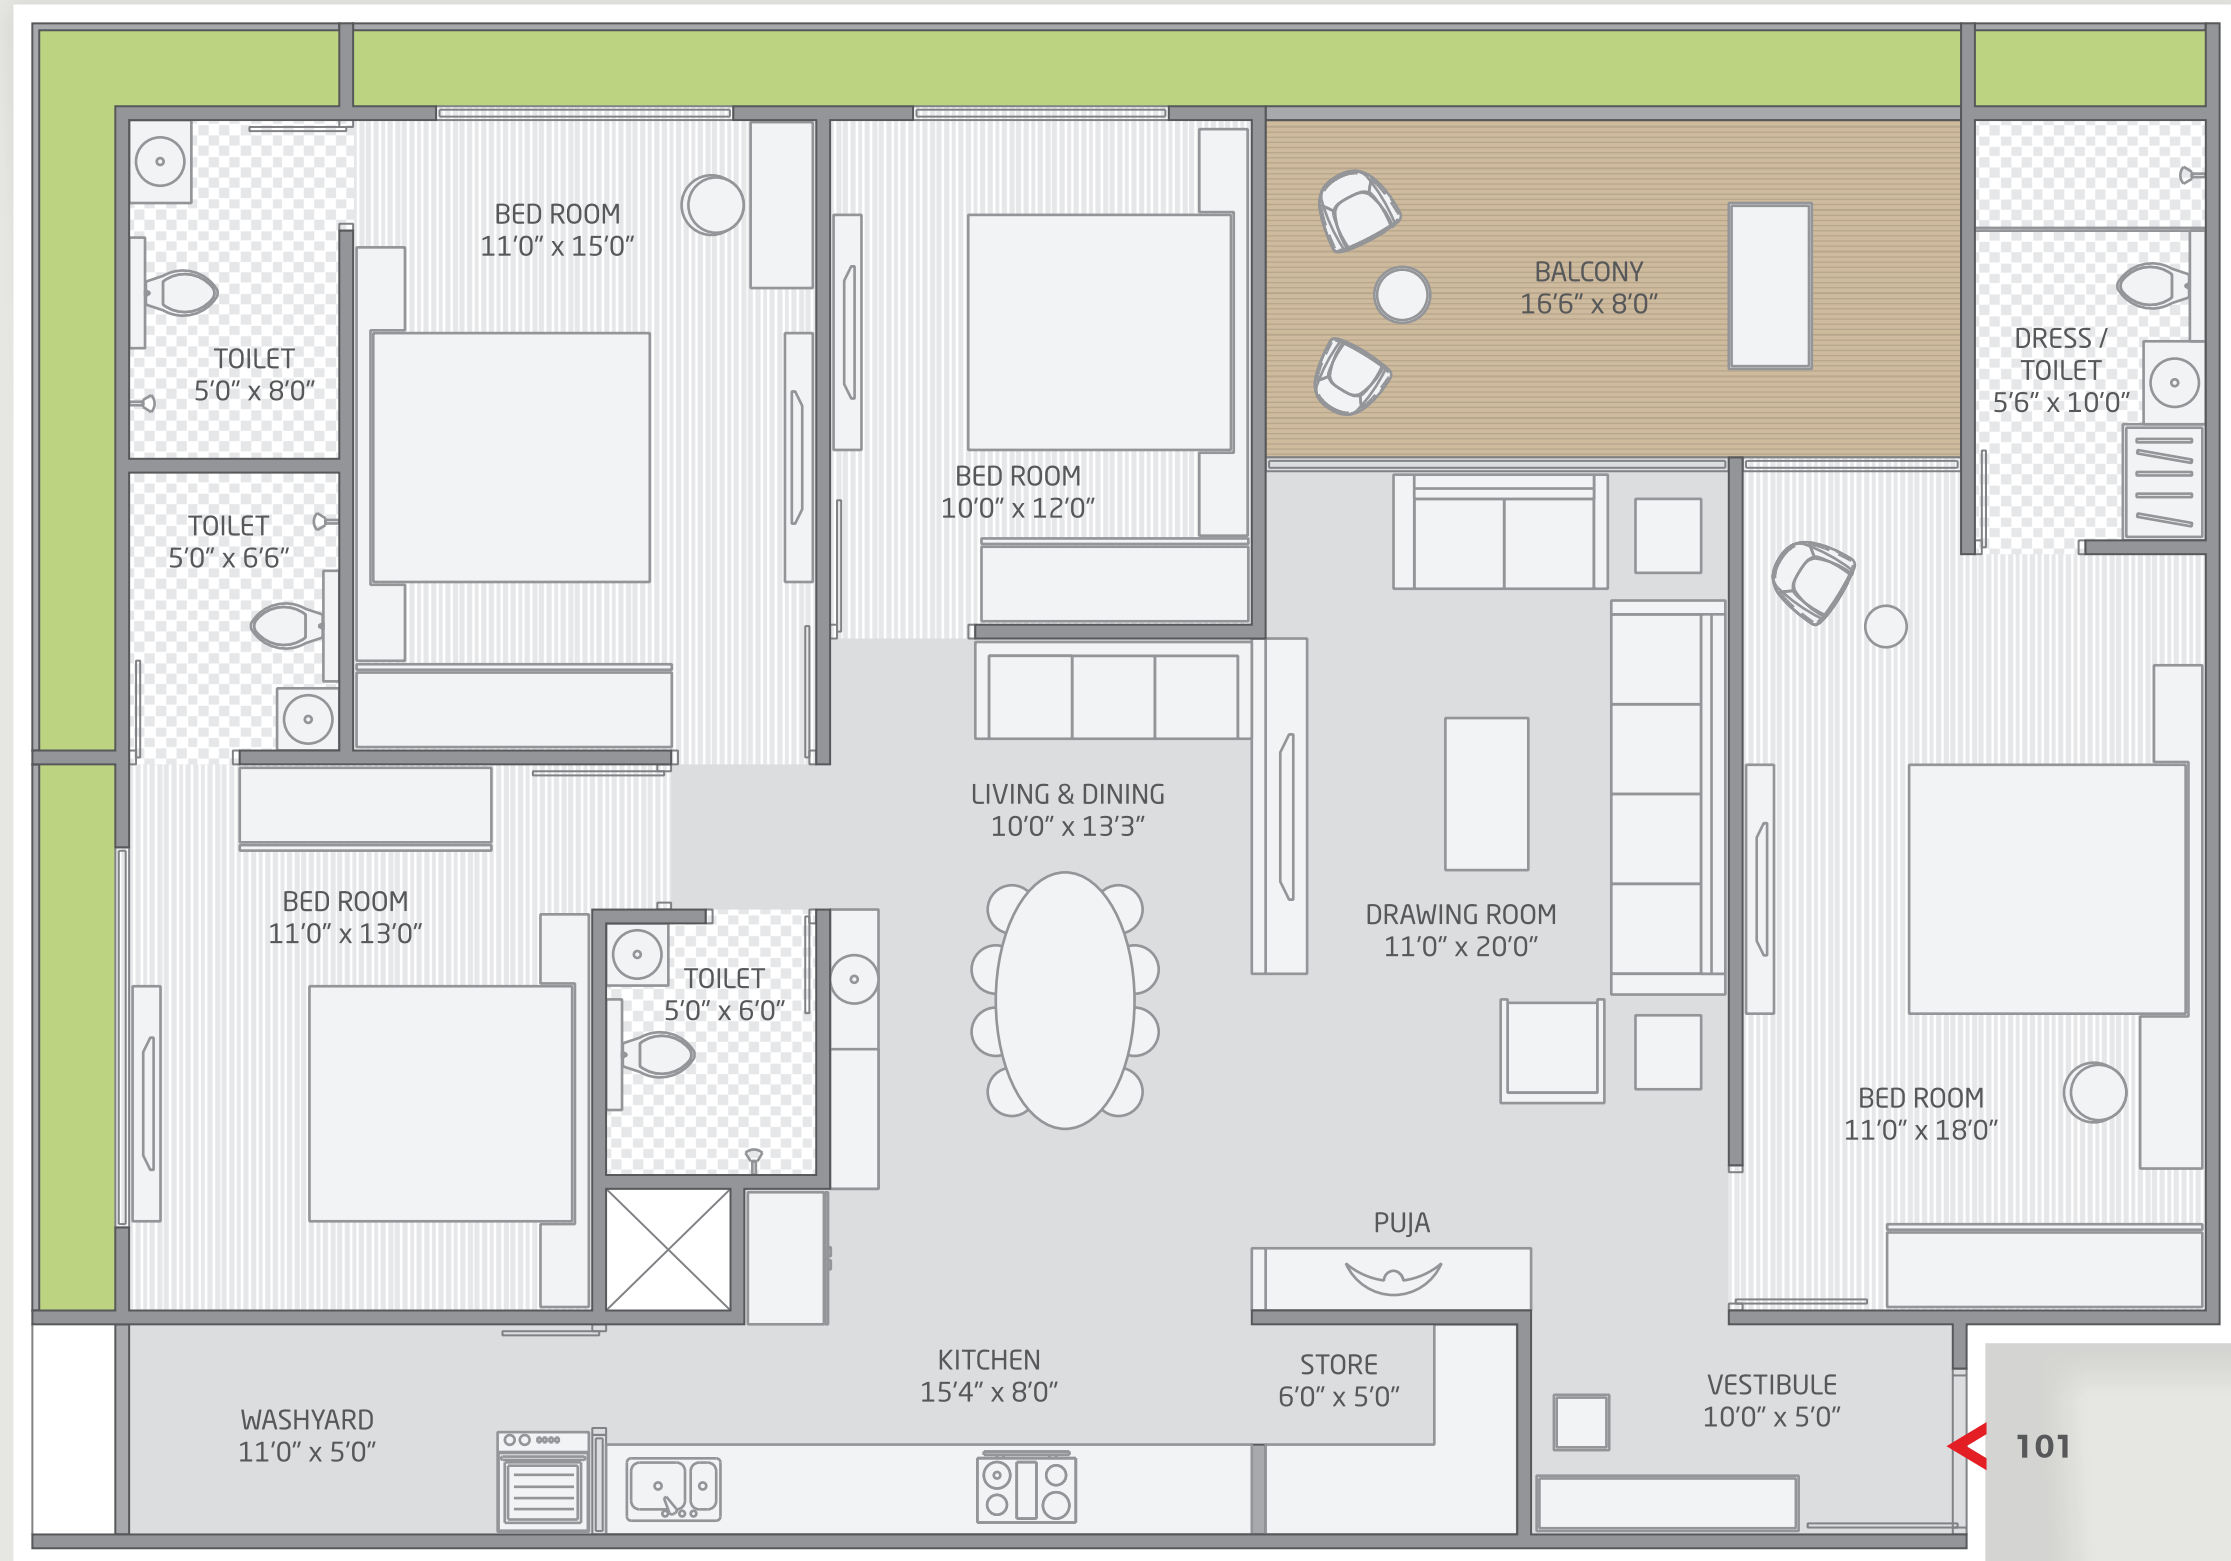 BED ROOM
11'0" x 15'0"
BALCONY
16'6" x 8'0"
DRESS /
TOILET
5'6" x 10'0"
TOILET
5'0" x 8'0"
BED ROOM
10'0" x 12'0"
TOILET
5'0" x 6'6"
LIVING & DINING
10'0" x 13'3"
BED ROOM
11'0" x 13'0"
DRAWING ROOM
11'0" x 20'0"
TOILET
5'0" x 6'0"
BED ROOM
11'0" x 18'0"
PUJA
KITCHEN
15'4" x 8'0"
STORE
6'0" x 5'0"
VESTIBULE
10'0" x 5'0"
WASHYARD
11'0" x 5'0"
101